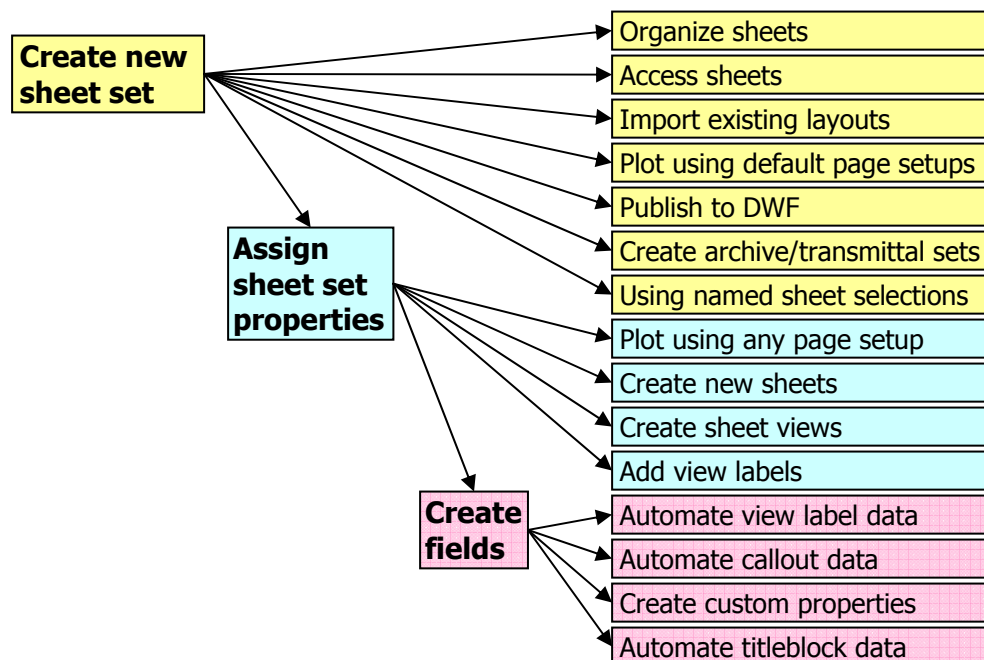 Create new
sheet set
Organize sheets
Access sheets
Import existing layouts
Plot using default page setups
Publish to DWF
Create archive/transmittal sets
Using named sheet selections
Assign
sheet set
properties
Plot using any page setup
Create new sheets
Create sheet views
Add view labels
Create
fields
Automate view label data
Automate callout data
Create custom properties
Automate titleblock data